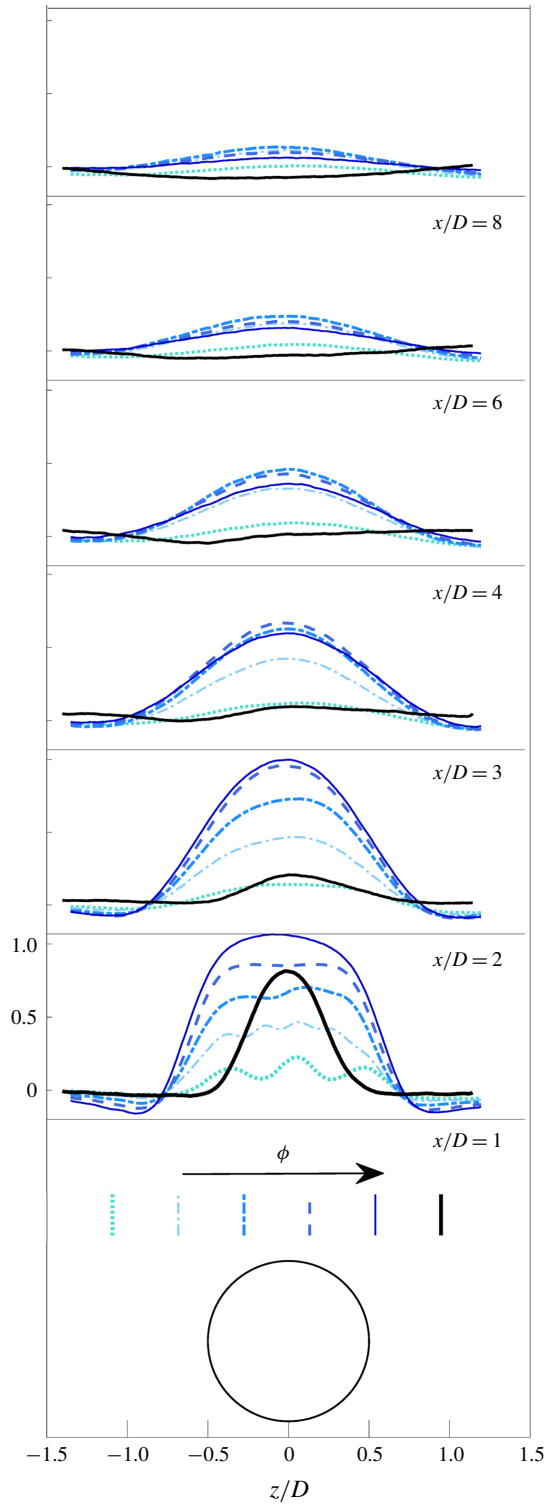 x/D = 8
x/D = 6
x/D = 4
x/D = 3
1.0
x/D = 2
0.5
0
x/D = 1
ϕ
−1.5 −1.0 −0.5 0 0.5 1.0 1.5
z/D